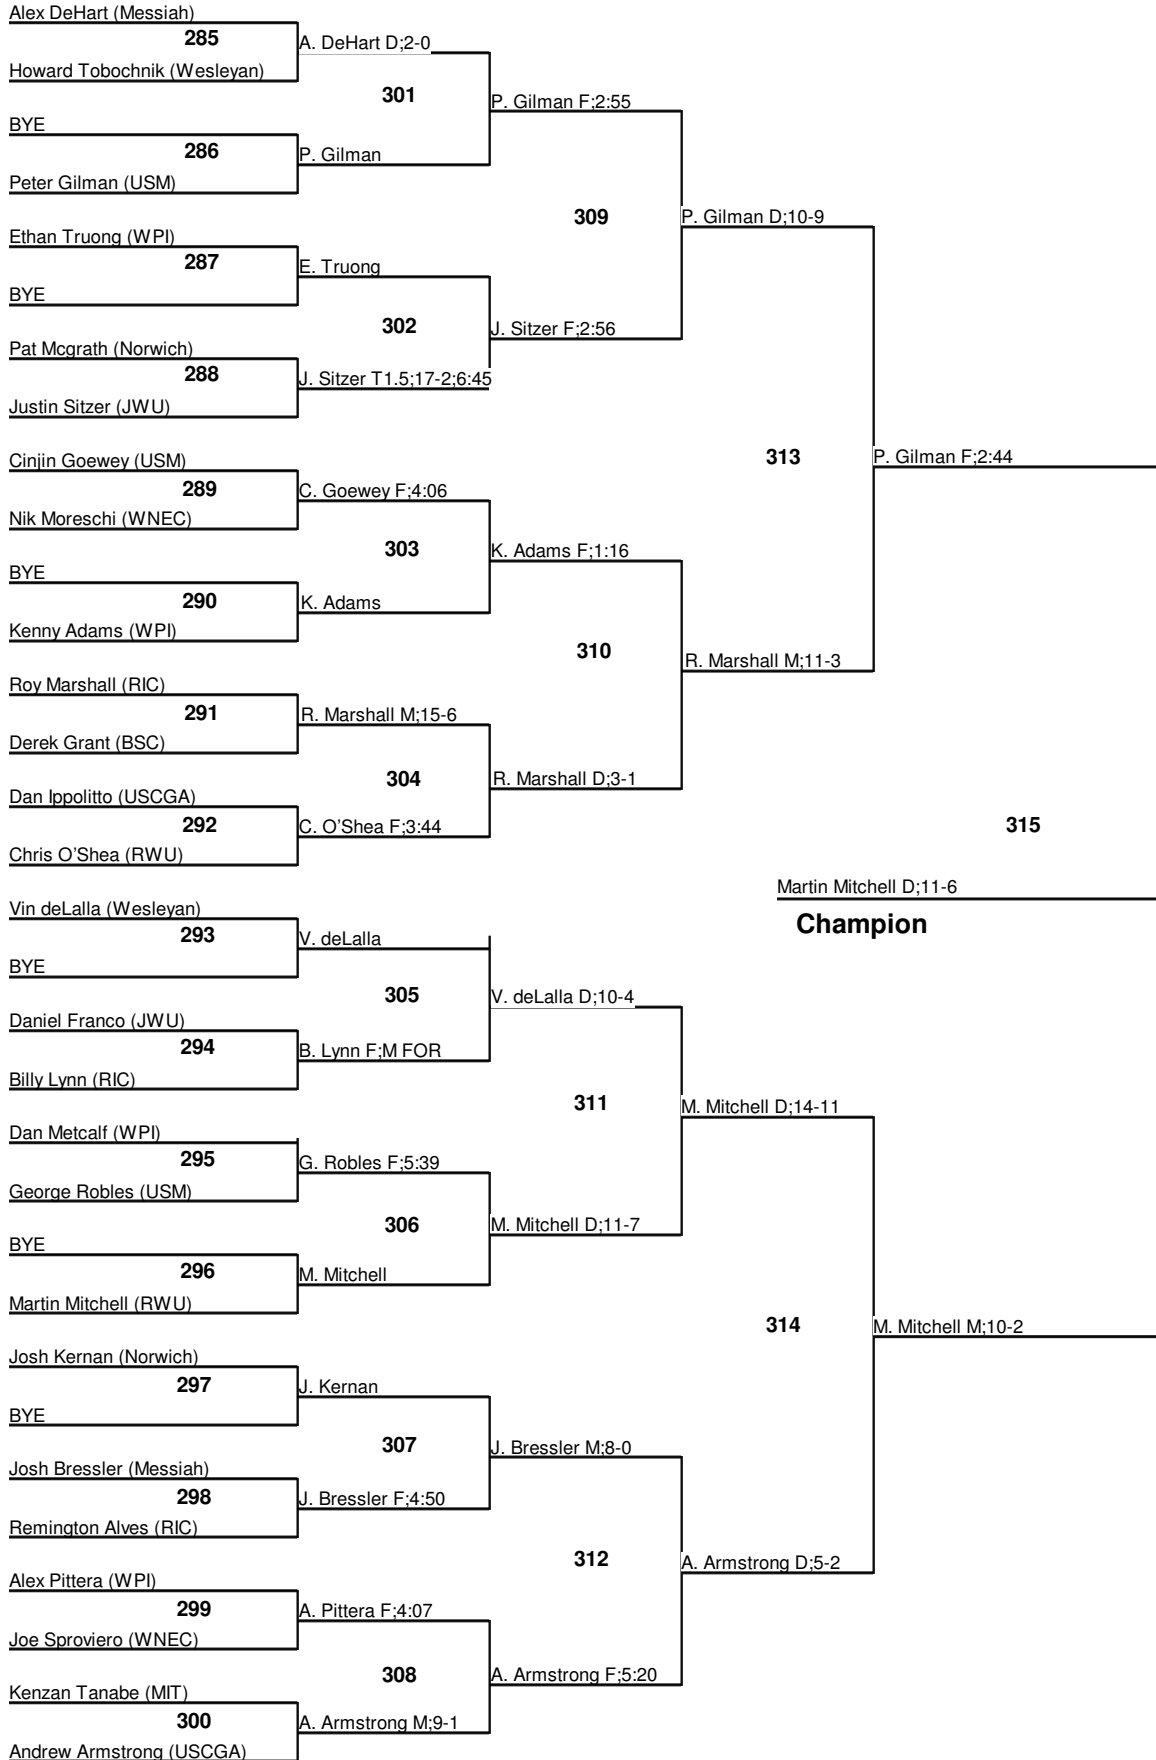 Alex DeHart (Messiah)
285
A. DeHart D;2-0
Howard Tobochnik (Wesleyan)
301
P. Gilman F;2:55
BYE
286
P. Gilman
Peter Gilman (USM)
309
P. Gilman D;10-9
Ethan Truong (WPI)
287
E. Truong
BYE
302
J. Sitzer F;2:56
Pat Mcgrath (Norwich)
288
J. Sitzer T1.5;17-2;6:45
Justin Sitzer (JWU)
313
P. Gilman F;2:44
Cinjin Goewey (USM)
289
C. Goewey F;4:06
Nik Moreschi (WNEC)
303
K. Adams F;1:16
BYE
290
K. Adams
Kenny Adams (WPI)
310
R. Marshall M;11-3
Roy Marshall (RIC)
291
R. Marshall M;15-6
Derek Grant (BSC)
304
R. Marshall D;3-1
Dan Ippolitto (USCGA)
292
C. O'Shea F;3:44
Chris O'Shea (RWU)
315
Martin Mitchell D;11-6
Champion
Vin deLalla (Wesleyan)
293
V. deLalla
BYE
305
V. deLalla D;10-4
Daniel Franco (JWU)
294
B. Lynn F;M FOR
Billy Lynn (RIC)
311
M. Mitchell D;14-11
Dan Metcalf (WPI)
295
G. Robles F;5:39
George Robles (USM)
306
M. Mitchell D;11-7
BYE
296
M. Mitchell
Martin Mitchell (RWU)
314
M. Mitchell M;10-2
Josh Kernan (Norwich)
297
J. Kernan
BYE
307
J. Bressler M;8-0
Josh Bressler (Messiah)
298
J. Bressler F;4:50
Remington Alves (RIC)
312
A. Armstrong D;5-2
Alex Pittera (WPI)
299
A. Pittera F;4:07
Joe Sproviero (WNEC)
308
A. Armstrong F;5:20
Kenzan Tanabe (MIT)
300
A. Armstrong M;9-1
Andrew Armstrong (USCGA)